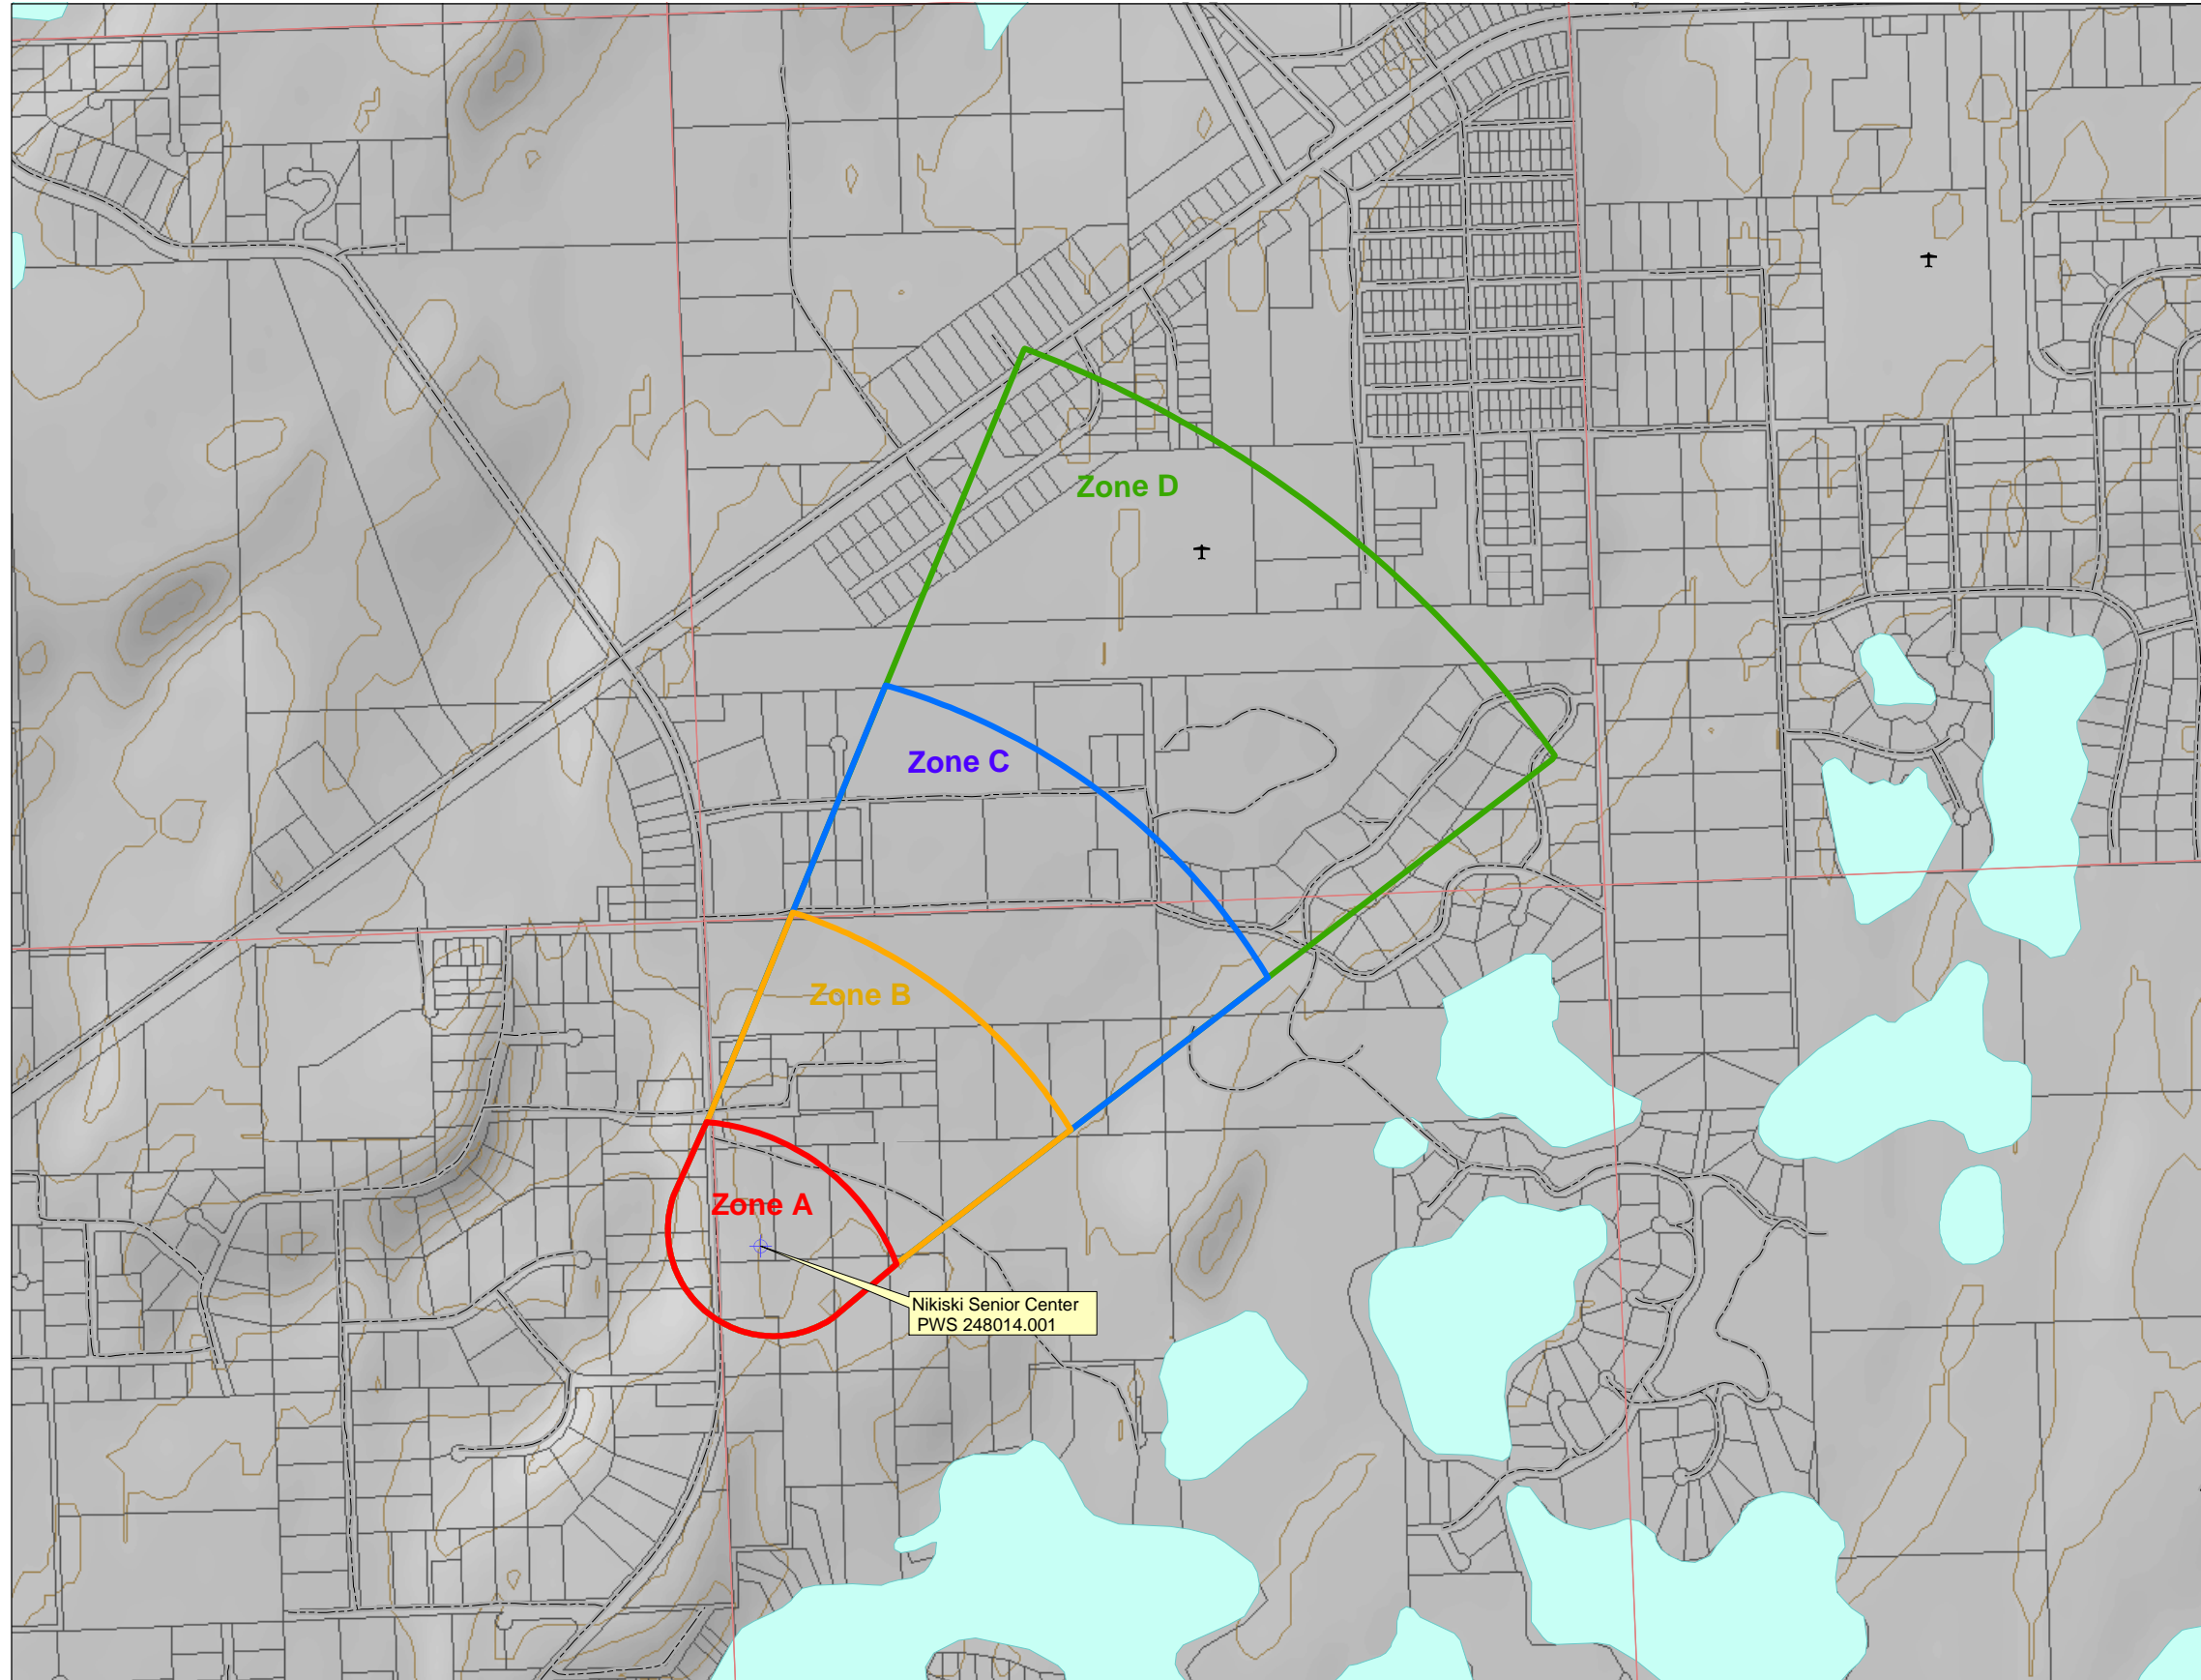 Zone D
Zone C
Zone B
Zone A
Nikiski Senior Center
PWS 248014.001